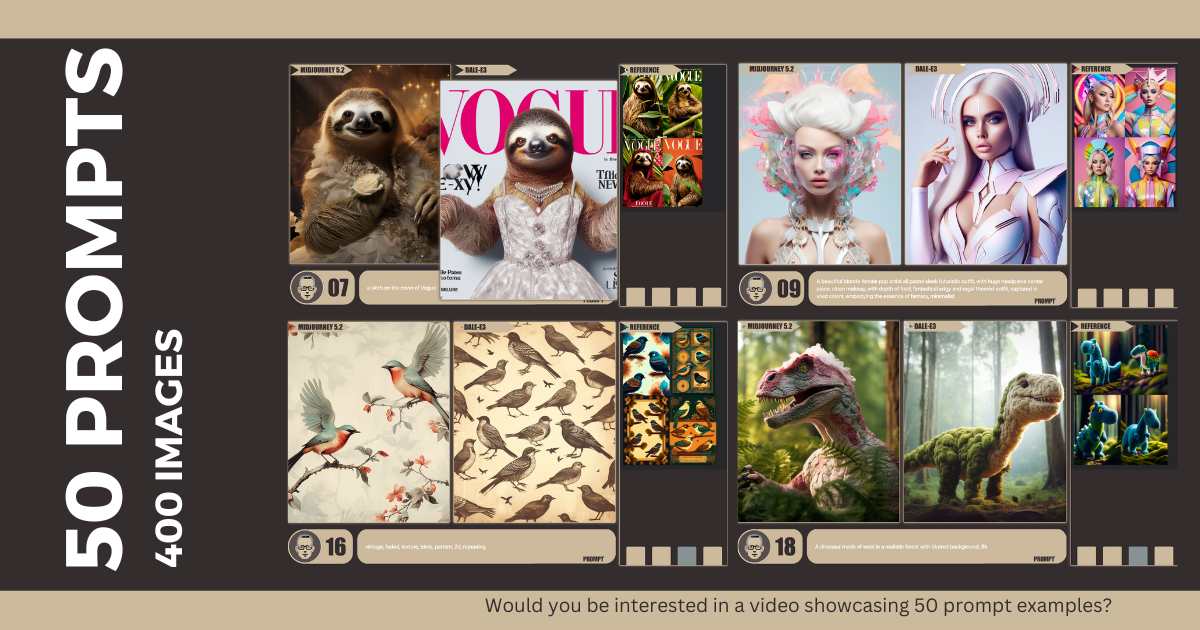 50 PROMPTS
400 IMAGES
MIDJOURNEY 5.2
DALE-E3
REFERENCE
VOGUE
07
a sloth on the cover of Vogue
MIDJOURNEY 5.2
DALE-E3
REFERENCE
09
A beautiful blonde female pop artist all pastel sleek futuristic outfit, with huge headpiece center
piece, clean makeup, with depth of field, fantastical edgy and regal themed outfit, captured in
vivid colors, embodying the essence of fantasy, minimalist
PROMPT
MIDJOURNEY 5.2
DALE-E3
REFERENCE
16
vintage, faded, texture, birds, pattern, 2d, repeating
PROMPT
MIDJOURNEY 5.2
DALE-E3
REFERENCE
18
A dinosaur made of wool in a realistic forest with blurred background, 8k
PROMPT
Would you be interested in a video showcasing 50 prompt examples?